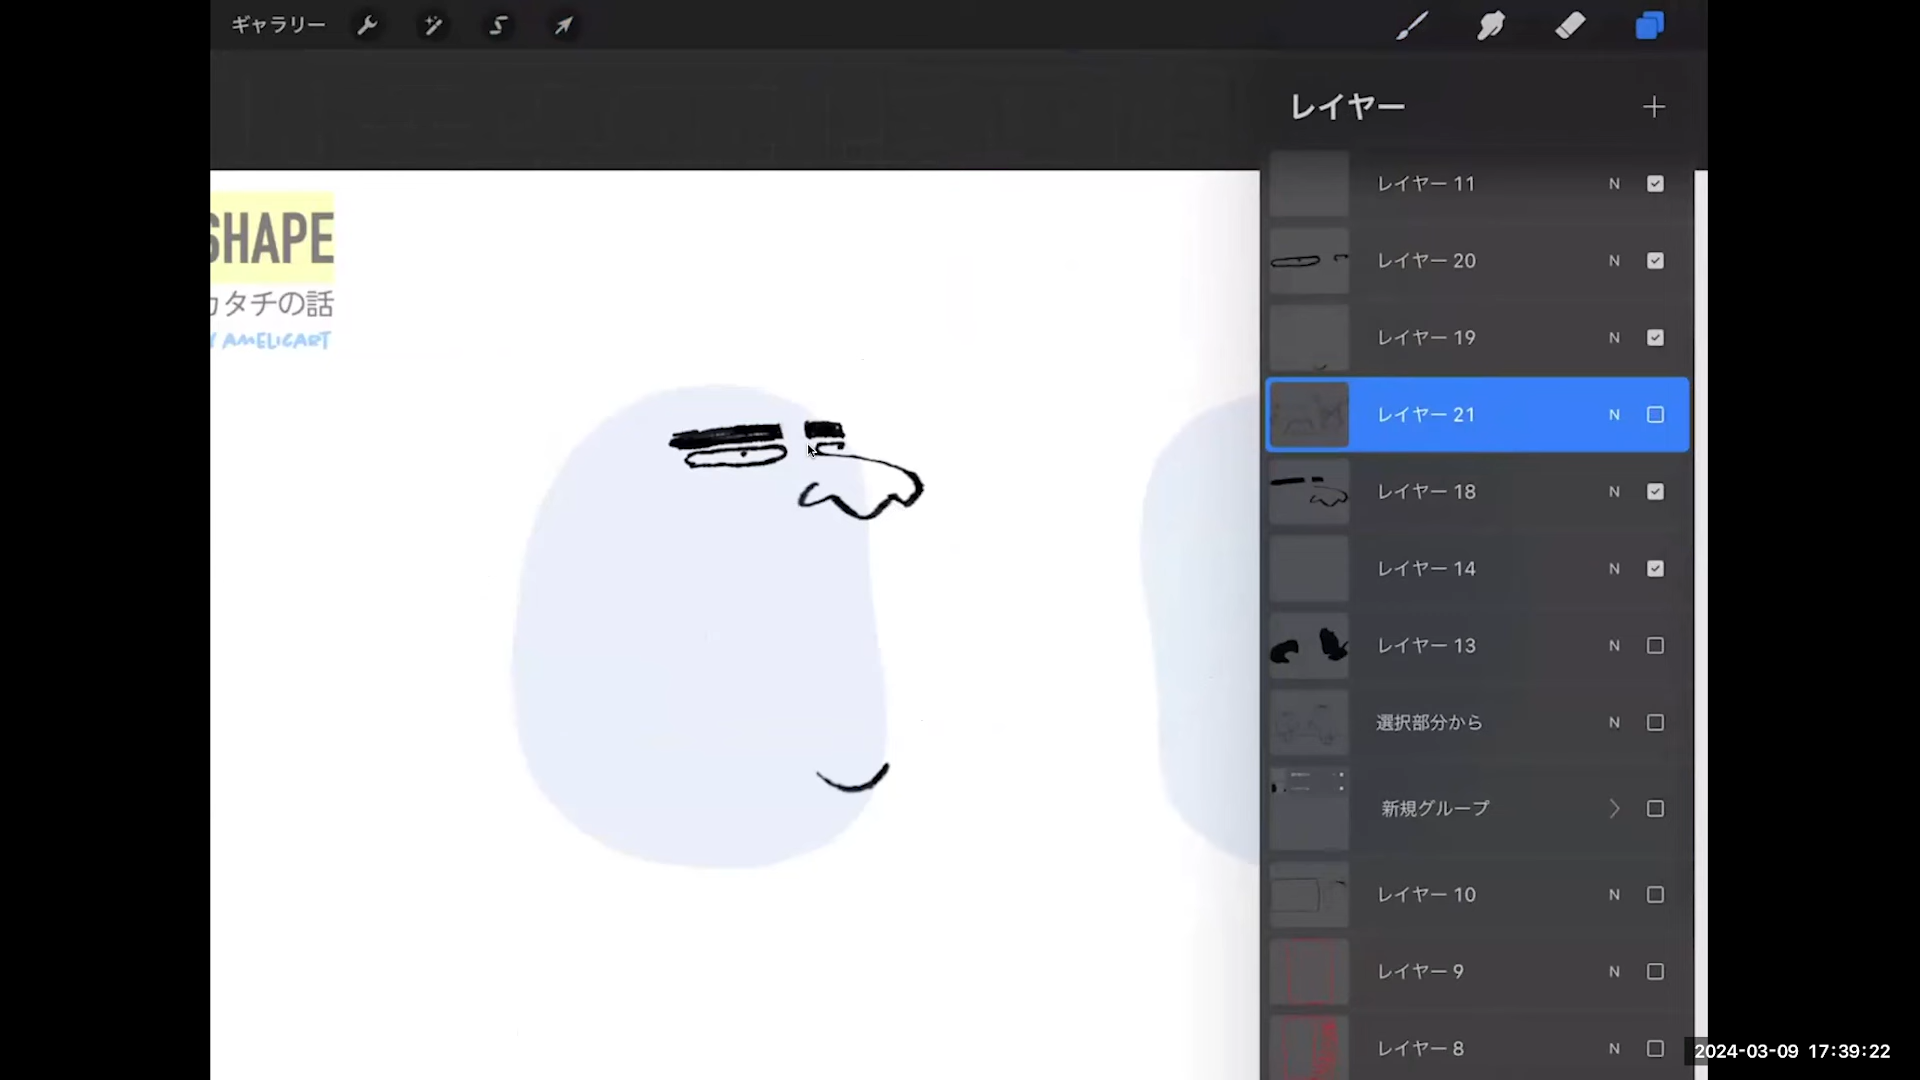 ギャラリー
レイヤー
SHAPE
カタチの話
BY AMELICART
レイヤー 11 N
レイヤー 20 N
レイヤー 19 N
レイヤー 21 N
レイヤー 18 N
レイヤー 14 N
レイヤー 13 N
選択部分から N
新規グループ
レイヤー 10 N
レイヤー 9 N
レイヤー 8 N
2024-03-09 17:39:22